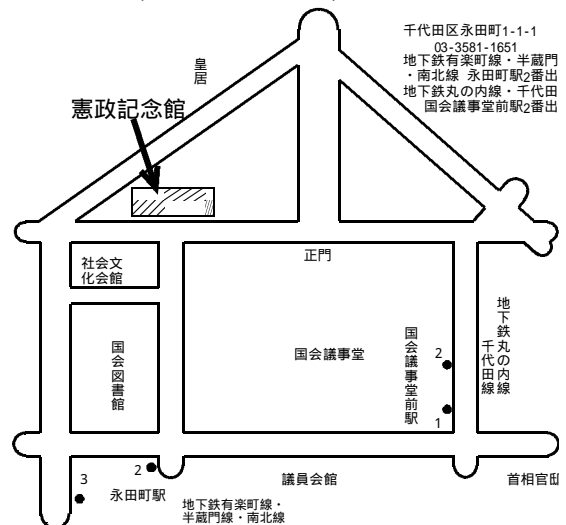 千代田区永田町1-1-1
03-3581-1651
地下鉄有楽町線・半蔵門
・南北線 永田町駅2番出
地下鉄丸の内線・千代田
国会議事堂前駅2番出
皇居
憲政記念館
正門
社会文
化会館
国会図書館
国会議事堂
国会議事堂前駅
2
1
地下鉄丸の内線
千代田線
3
2
永田町駅
議員会館
首相官邸
地下鉄有楽町線・
半蔵門線・南北線